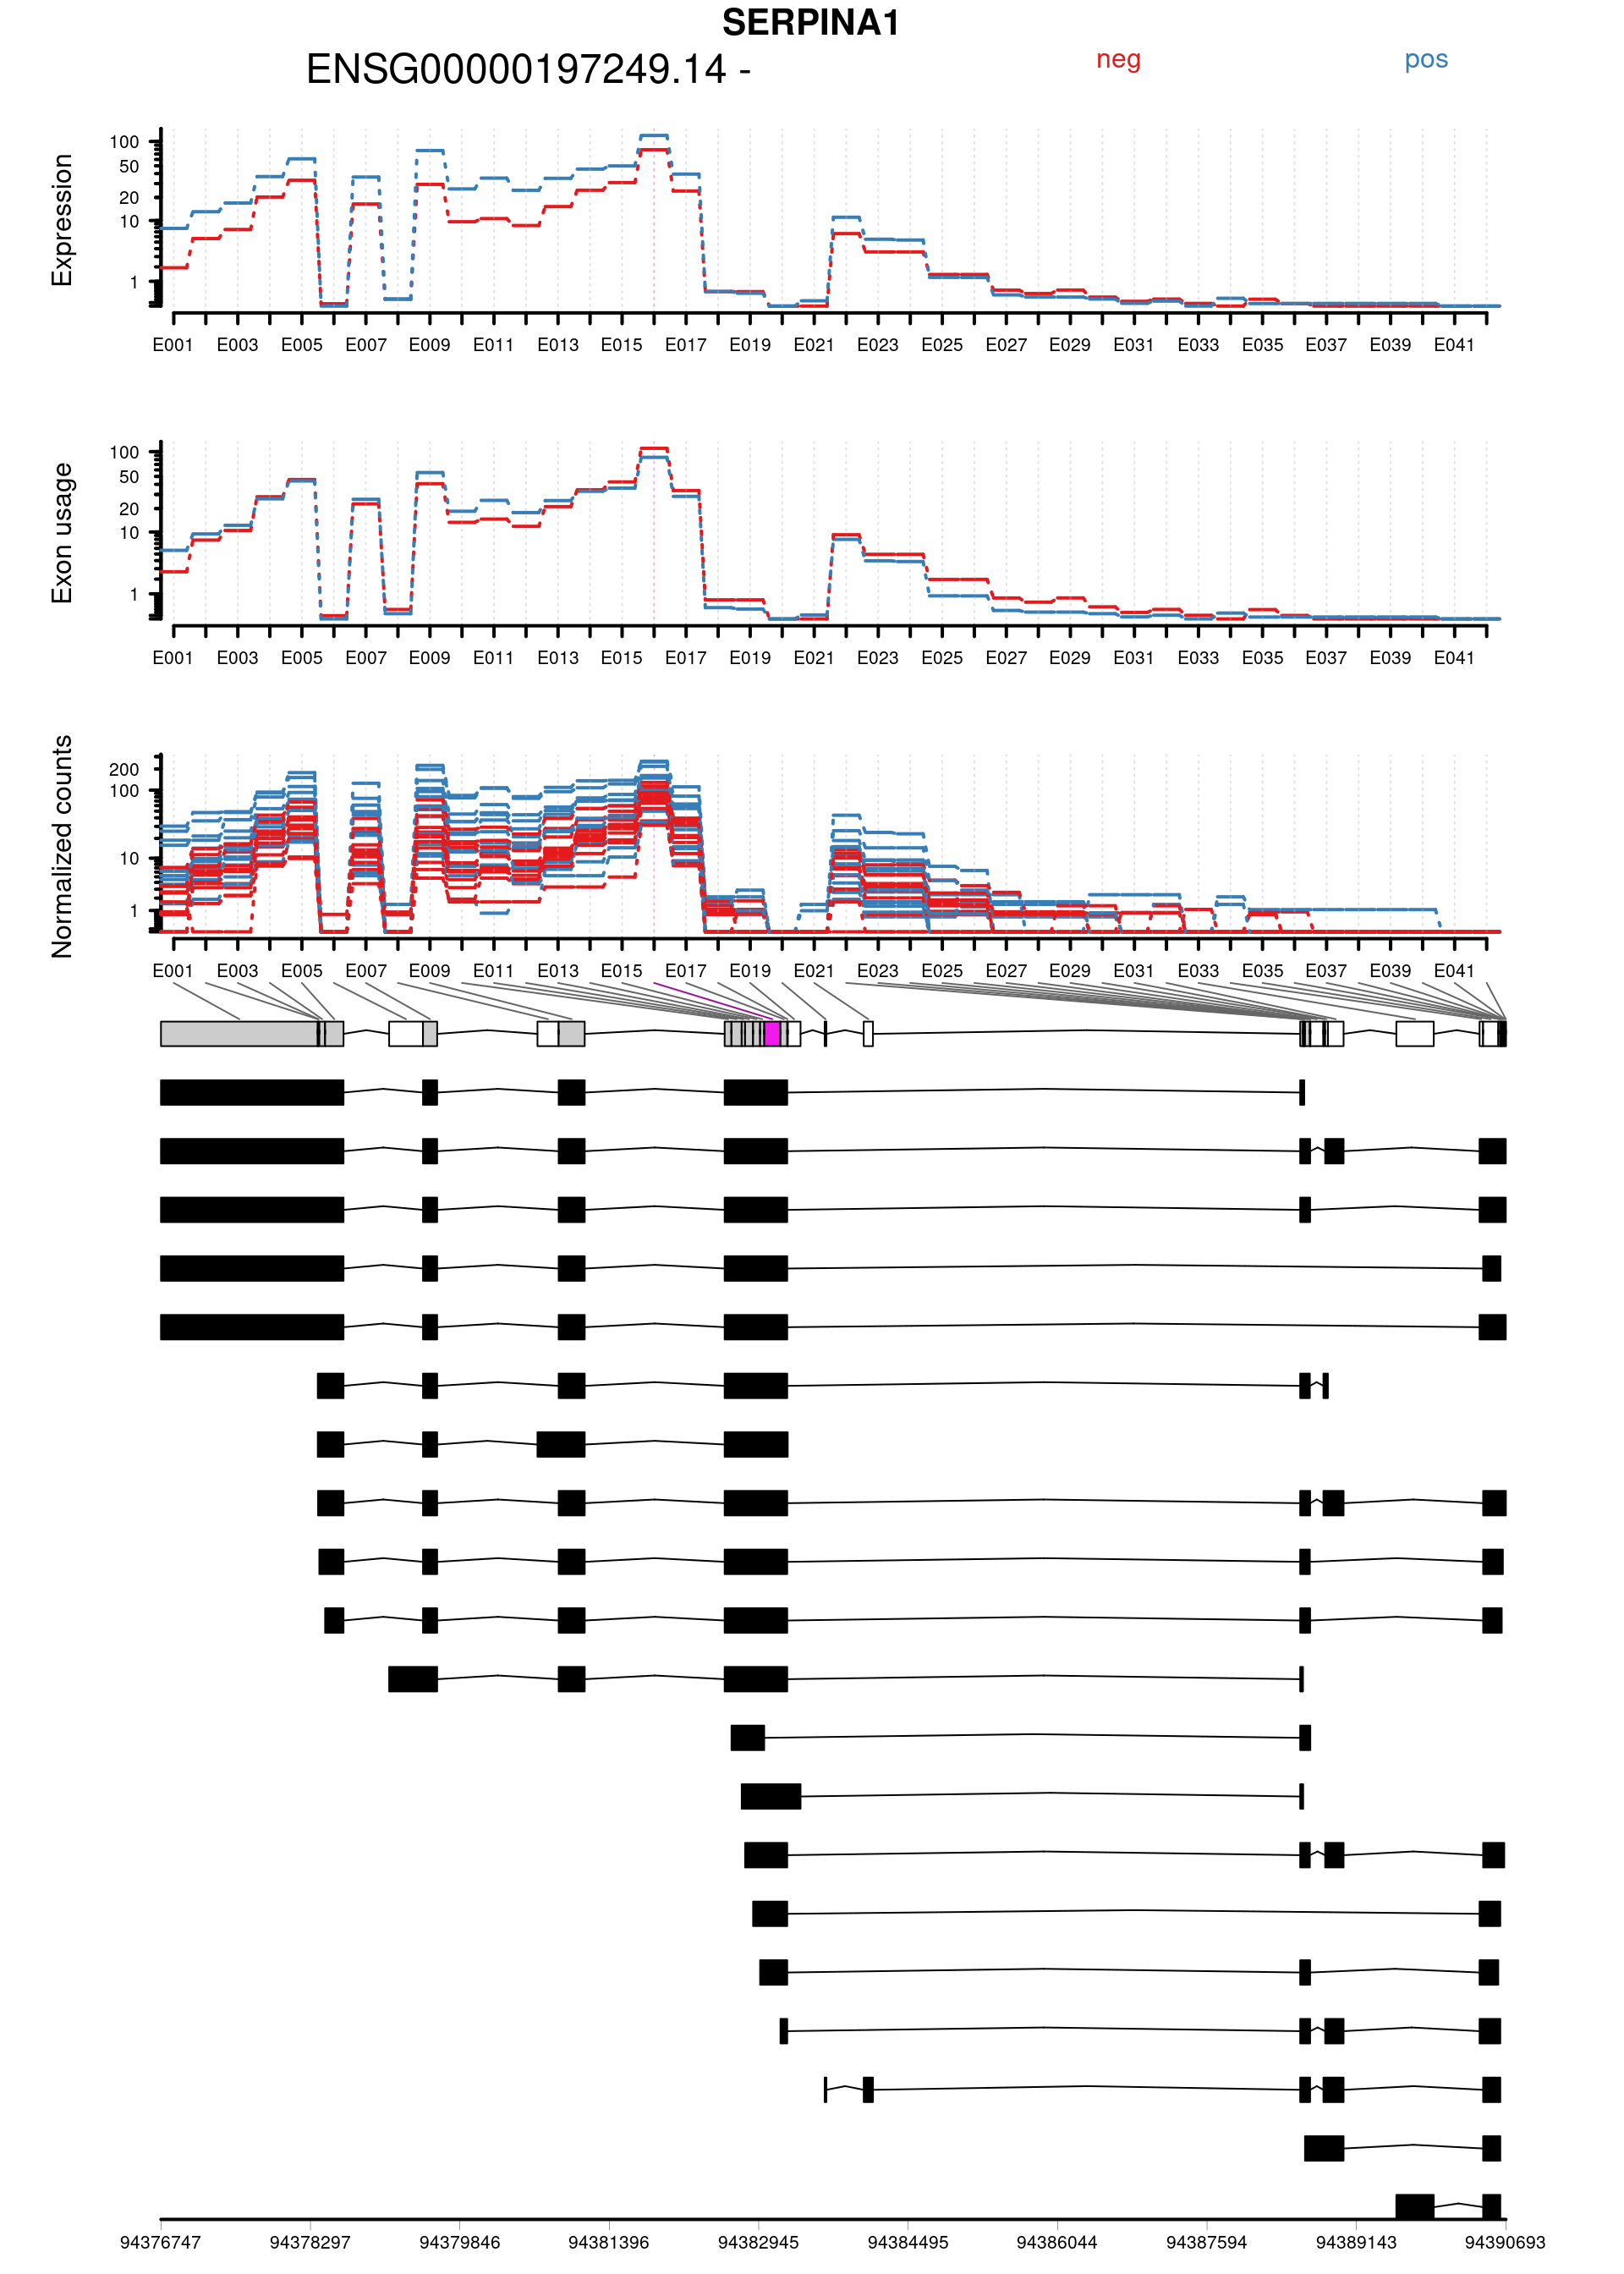 SERPINA1
ENSG00000197249.14 - neg pos
Expression
100
50
20
10
1
E001 E003 E005 E007 E009 E011 E013 E015 E017 E019 E021 E023 E025 E027 E029 E031 E033 E035 E037 E039 E041
Exon usage
100
50
20
10
1
E001 E003 E005 E007 E009 E011 E013 E015 E017 E019 E021 E023 E025 E027 E029 E031 E033 E035 E037 E039 E041
Normalized counts
200
100
10
1
E001 E003 E005 E007 E009 E011 E013 E015 E017 E019 E021 E023 E025 E027 E029 E031 E033 E035 E037 E039 E041
94376747 94378297 94379846 94381396 94382945 94384495 94386044 94387594 94389143 94390693